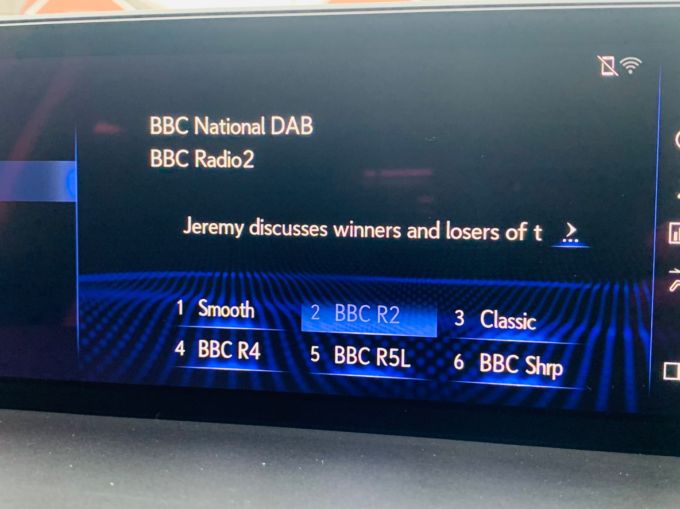 BBC National DAB
BBC Radio2
Jeremy discusses winners and losers of t
1 Smooth 2 BBC R2 3 Classic
4 BBC R4 5 BBC R5L 6 BBC Shrp